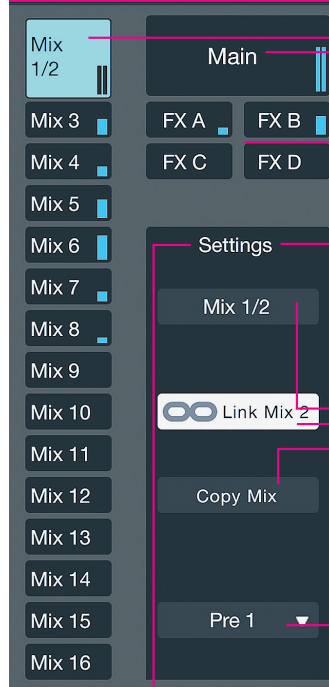 Mix
1/2
Main
Mix 3
FX A
FX B
Mix 4
FX C
FX D
Mix 5
Mix 6
Settings
Mix 7
Mix 1/2
Mix 8
Mix 9
Mix 10
Link Mix 2
Mix 11
Mix 12
Copy Mix
Mix 13
Mix 14
Mix 15
Pre 1
Mix 16